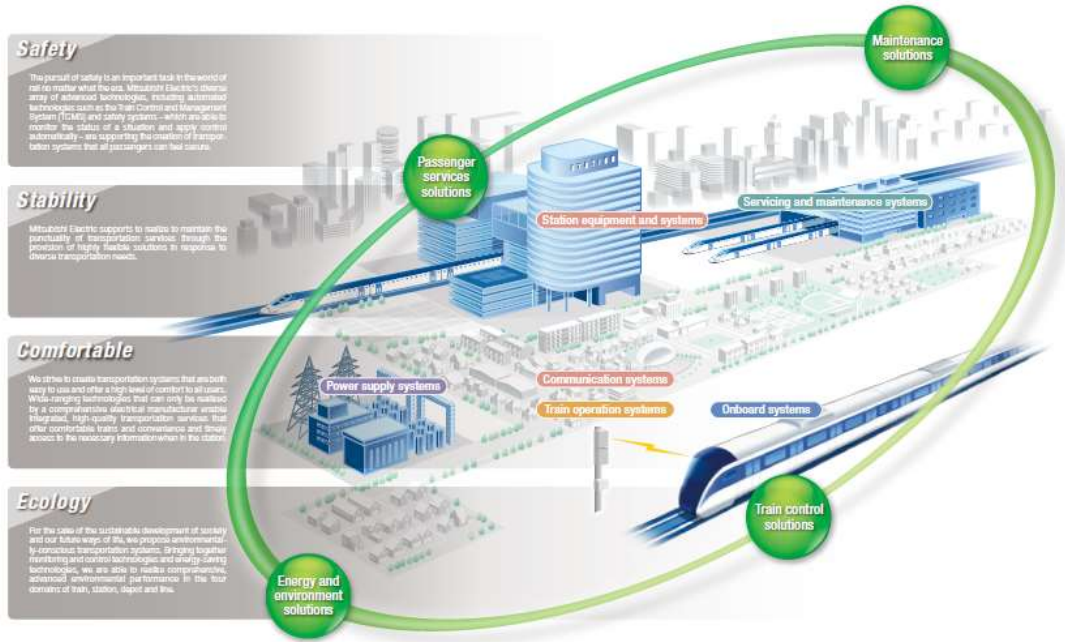 Safety
The pursuit of safety is an important task in the world of
rail no matter what the era. Mitsubishi Electric's diverse
array of advanced technologies, including automated
technologies such as the Train Control and Management
System (TCMS) and safety systems – which are able to
monitor the status of a situation and apply control
automatically – are supporting the creation of transpor-
tation systems that all passengers can feel secure.
Stability
Mitsubishi Electric supports to realize to maintain the
punctuality of transportation services through the
provision of highly flexible solutions in response to
diverse transportation needs.
Comfortable
We strive to create transportation systems that are both
easy to use and offer a high level of comfort to all users.
Wide-ranging technologies that can only be realized
by a comprehensive electrical manufacturer enable
integrated, high-quality transportation services that
offer comfortable trains and convenience and timely
access to the necessary information when in the station.
Ecology
For the sake of the sustainable development of society
and our future ways of life, we propose environmental-
ly-conscious transportation systems. Bringing together
monitoring and control technologies and energy-saving
technologies, we are able to realize comprehensive,
advanced environmental performance in the four
domains of train, station, depot and line.
Maintenance
solutions
Passenger
services
solutions
Servicing and maintenance systems
Station equipment and systems
Power supply systems
Communication systems
Train operation systems
Onboard systems
Train control
solutions
Energy and
environment
solutions